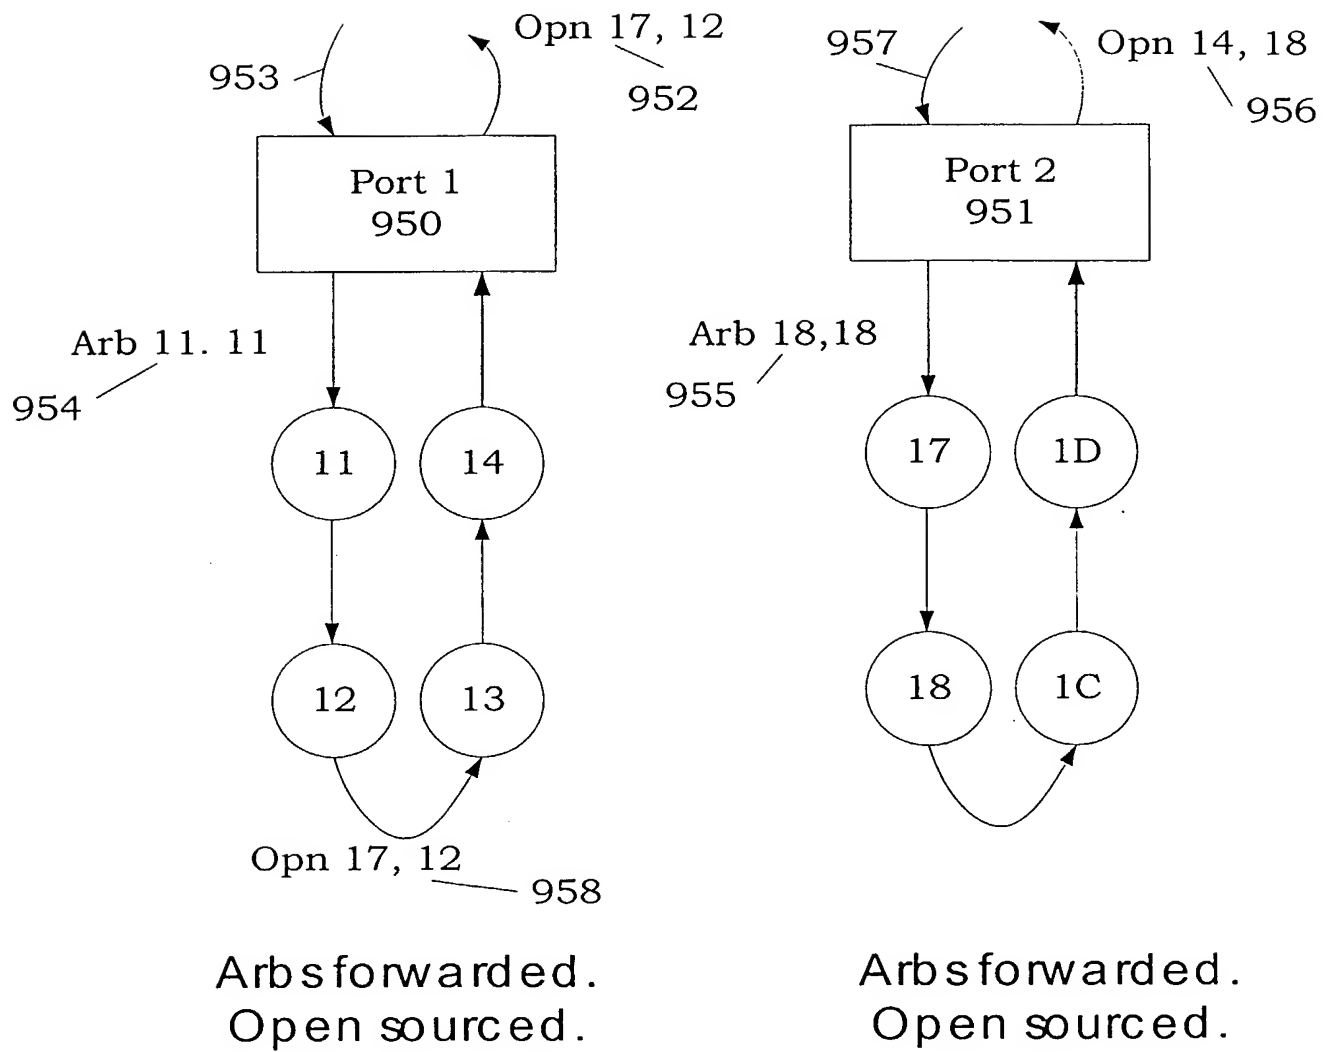 953
Opn 17, 12
952
957
Opn 14, 18
956
Port 1
950
Port 2
951
Arb 11. 11
954
Arb 18,18
955
11
14
17
1D
12
13
18
1C
Opn 17, 12
958
Arbs forwarded.
Open sourced.
Arbs forwarded.
Open sourced.